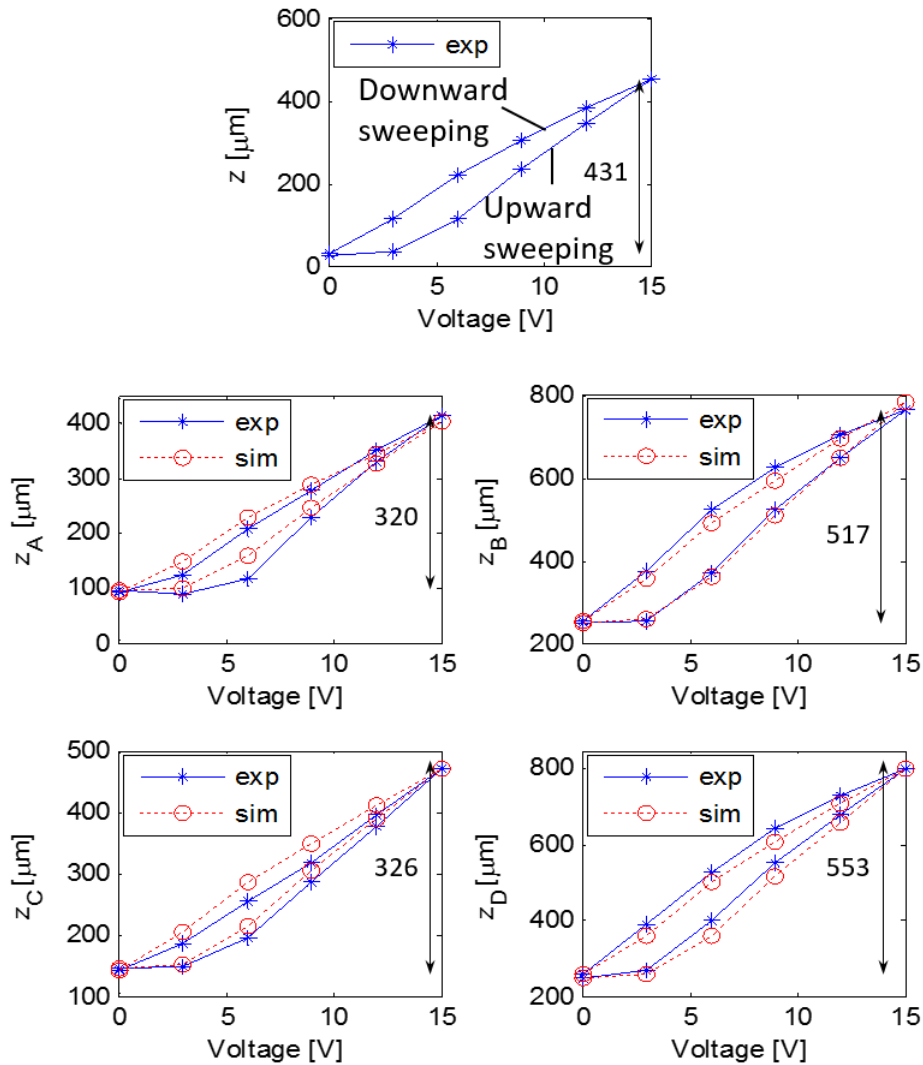 600
exp
400
Downward
sweeping
z [μm]
431
200
Upward
sweeping
0
0 5 10 15
Voltage [V]
400
exp
sim
300
z_A [μm]
320
200
100
0
0 5 10 15
Voltage [V]
800
exp
sim
600
z_B [μm]
517
400
200
0 5 10 15
Voltage [V]
500
exp
sim
400
z_C [μm]
326
300
200
100
0 5 10 15
Voltage [V]
800
exp
sim
600
z_D [μm]
553
400
200
0 5 10 15
Voltage [V]